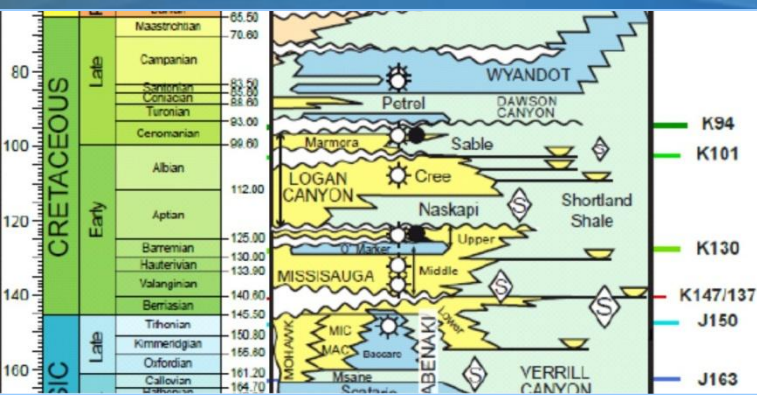 65.50
Maastrichtian
70.60
Campanian
80
Late
83.50
Santonian
Coniacian
88.60
Turonian
93.00
Cenomanian
99.60
100
CRETACEOUS
Albian
112.00
Early
Aptian
120
125.00
Barremian
130.00
Hauterivian
133.90
Valanginian
140
140.60
Berriasian
145.50
Tithonian
150.80
Late
Kimmeridgian
155.60
Oxfordian
161.20
160
Callovian
164.70
SIC
WYANDOT
Petrel
DAWSON
CANYON
Marmora
Sable
LOGAN
CANYON
Cree
Naskapi
Shortland
Shale
S
S
Upper
O Marker
MISSISAUGA
Middle
S
S
Lower
MOHAWK
MIC
MAC
Baccaro
ABENAKI
Misaine
Scatarie
S
VERRILL
CANYON
K94
K101
K130
K147/137
J150
J163